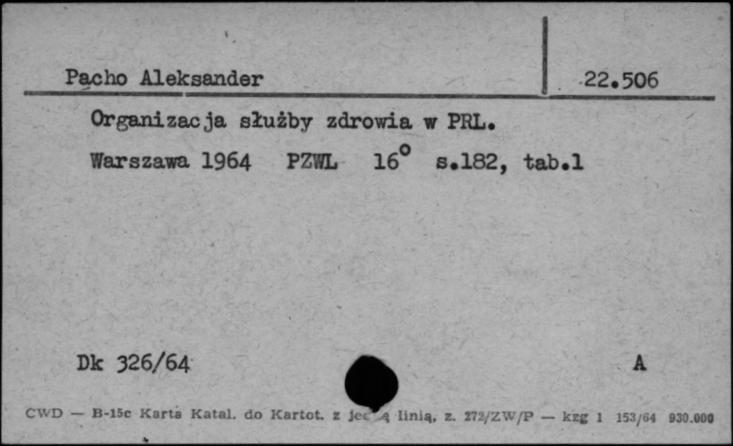 Pacho Aleksander 22.506
Organizacja służby zdrowia w PRL.
Warszawa 1964 PZWL 16° s.182, tab.1
Dk 326/64 A
CWD — B-15c Karta Katal. do Kartot. z linią, z. 272/ZW/P — kzg 1 153/64 930.000